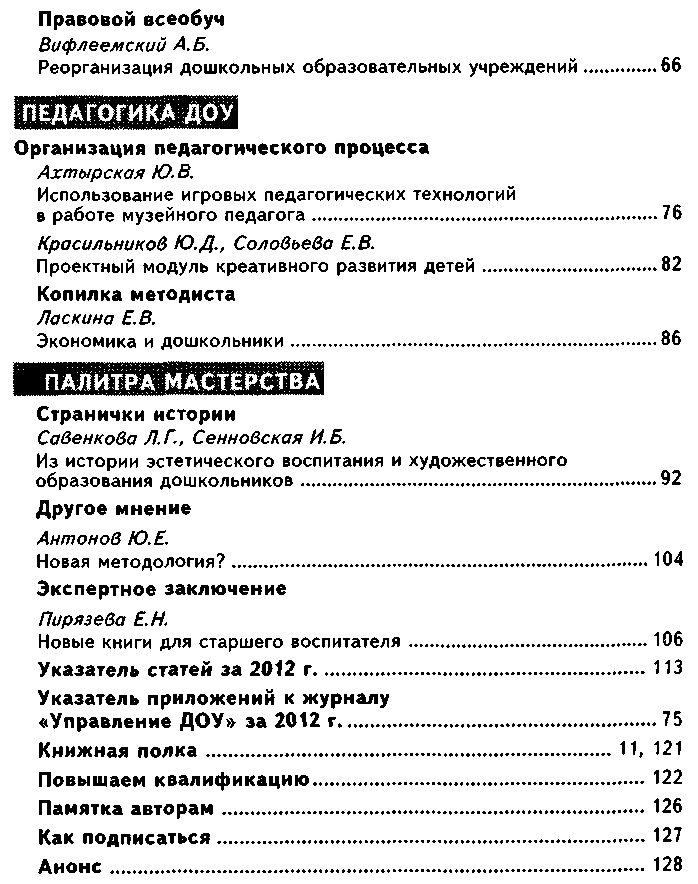 Правовой всеобуч
Вифлеемский А.Б.
Реорганизация дошкольных образовательных учреждений ............. 66
ПЕДАГОГИКА ДОУ
Организация педагогического процесса
Ахтырская Ю.В.
Использование игровых педагогических технологий
в работе музейного педагога ............. 76
Красильников Ю.Д., Соловьева Е.В.
Проектный модуль креативного развития детей ............. 82
Копилка методиста
Ласкина Е.В.
Экономика и дошкольники ............. 86
ПАЛИТРА МАСТЕРСТВА
Странички истории
Савенкова Л.Г., Сенновская И.Б.
Из истории эстетического воспитания и художественного
образования дошкольников ............. 92
Другое мнение
Антонов Ю.Е.
Новая методология? ............. 104
Экспертное заключение
Пирязева Е.Н.
Новые книги для старшего воспитателя ............. 106
Указатель статей за 2012 г. ............. 113
Указатель приложений к журналу
«Управление ДОУ» за 2012 г. ............. 75
Книжная полка ............. 11, 121
Повышаем квалификацию ............. 122
Памятка авторам ............. 126
Как подписаться ............. 127
Анонс ............. 128